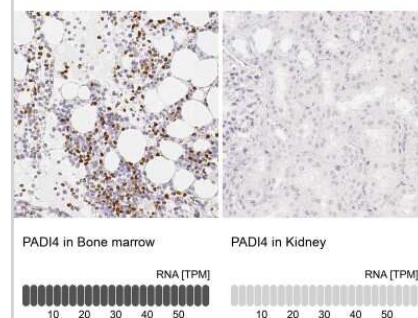 PADI4 in Bone marrow
PADI4 in Kidney
RNA [TPM]
RNA [TPM]
10 20 30 40 50
10 20 30 40 50